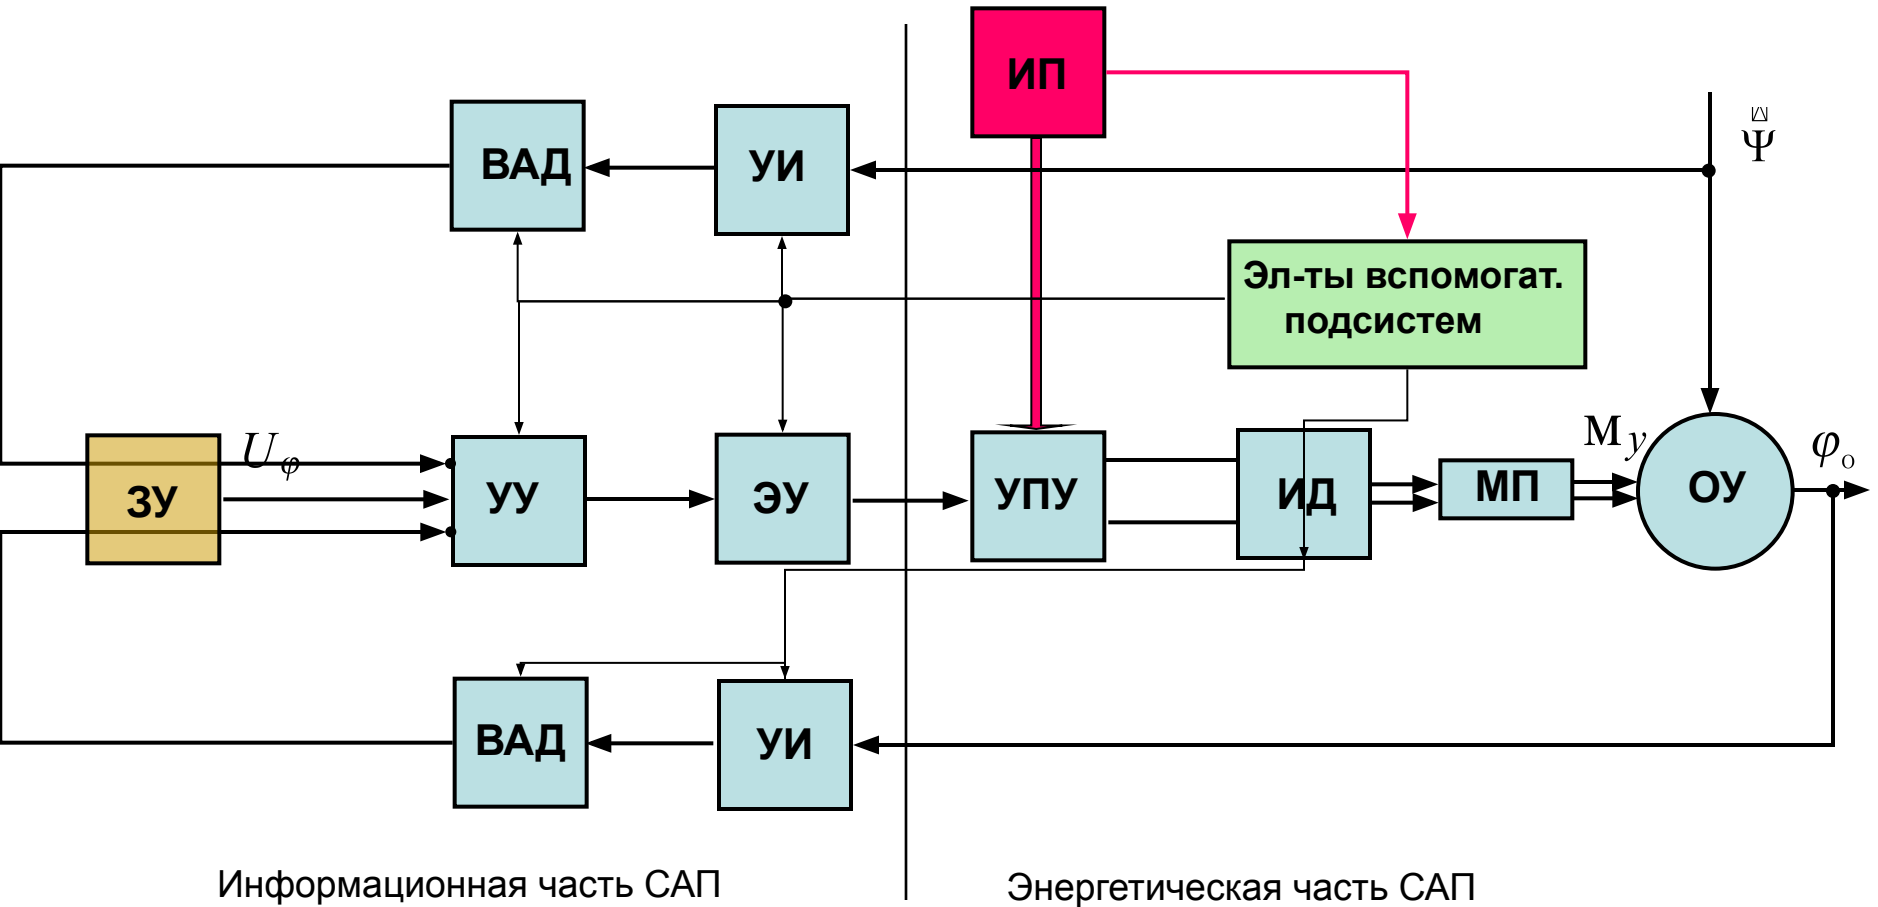 ИП
Ψ
ВАД
УИ
Эл-ты вспомогат.
подсистем
ЗУ
Uφ
УУ
ЭУ
УПУ
ИД
МП
Му
ОУ
φо
ВАД
УИ
Информационная часть САП
Энергетическая часть САП